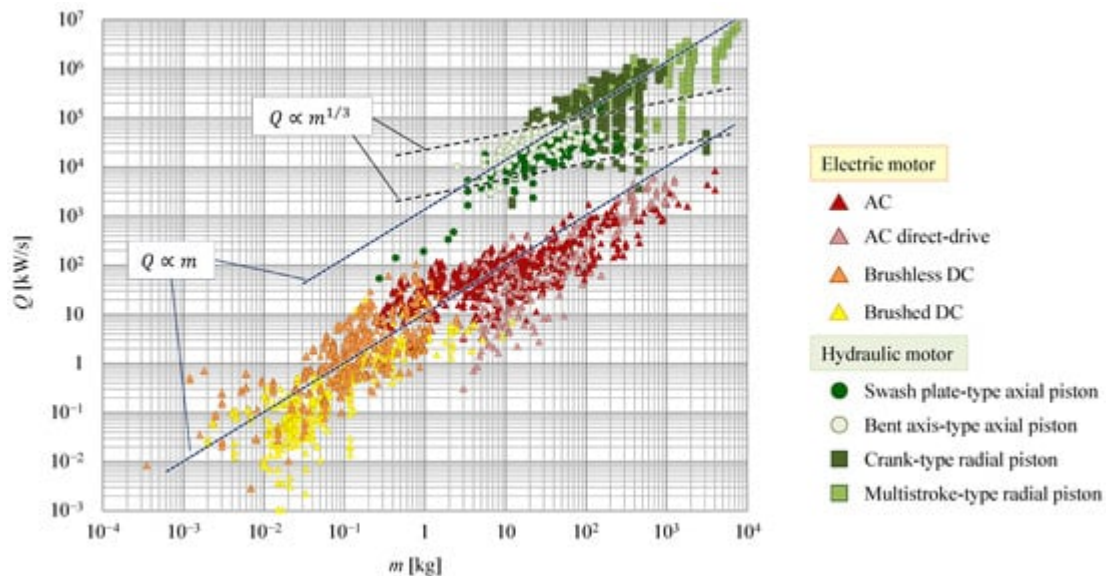 10⁷
10⁶
10⁵
10⁴
10³
10²
10
1
10⁻¹
10⁻²
10⁻³
Q [kW/s]
Q ∝ m^{1/3}
Q ∝ m
10⁻⁴
10⁻³
10⁻²
10⁻¹
1
10
10²
10³
10⁴
m [kg]
Electric motor
AC
AC direct-drive
Brushless DC
Brushed DC
Hydraulic motor
Swash plate-type axial piston
Bent axis-type axial piston
Crank-type radial piston
Multistroke-type radial piston